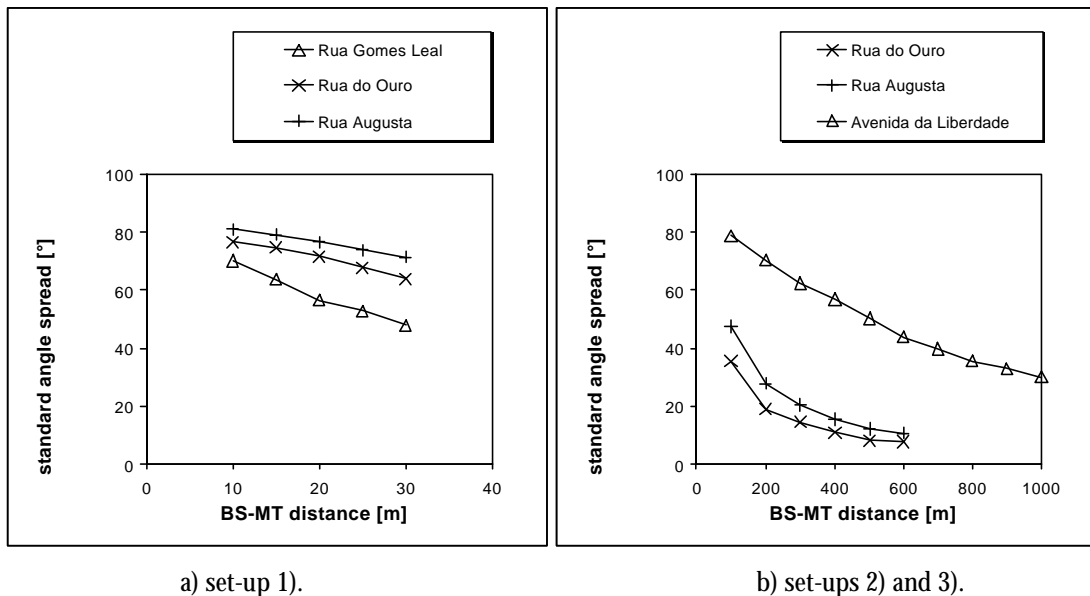 Rua Gomes Leal
Rua do Ouro
Rua Augusta
100
80
60
40
20
0
0 10 20 30 40
standard angle spread [°]
BS-MT distance [m]
a) set-up 1).
Rua do Ouro
Rua Augusta
Avenida da Liberdade
100
80
60
40
20
0
0 200 400 600 800 1000
standard angle spread [°]
BS-MT distance [m]
b) set-ups 2) and 3).